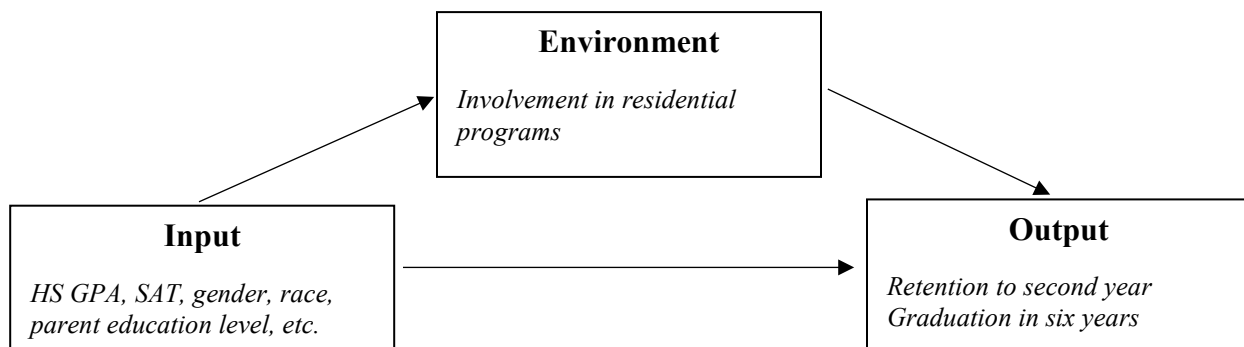 Environment
Involvement in residential
programs
Input
HS GPA, SAT, gender, race,
parent education level, etc.
Output
Retention to second year
Graduation in six years